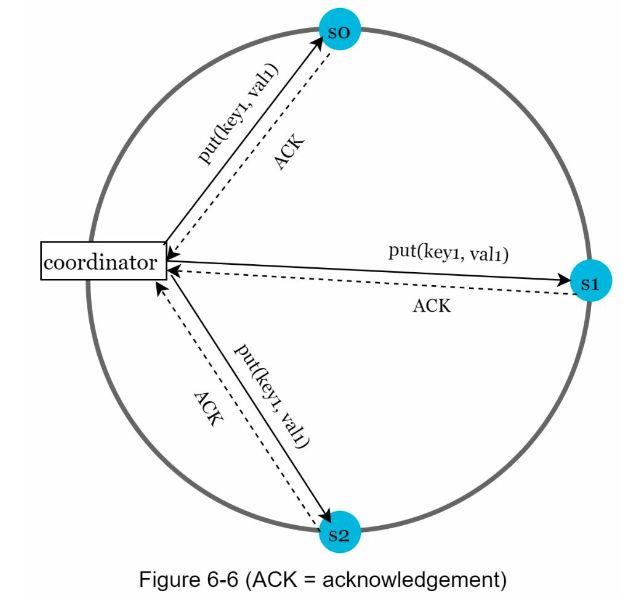 s0
put(key1, val1)
ACK
coordinator
put(key1, val1)
s1
ACK
put(key1, val1)
ACK
s2
Figure 6-6 (ACK = acknowledgement)